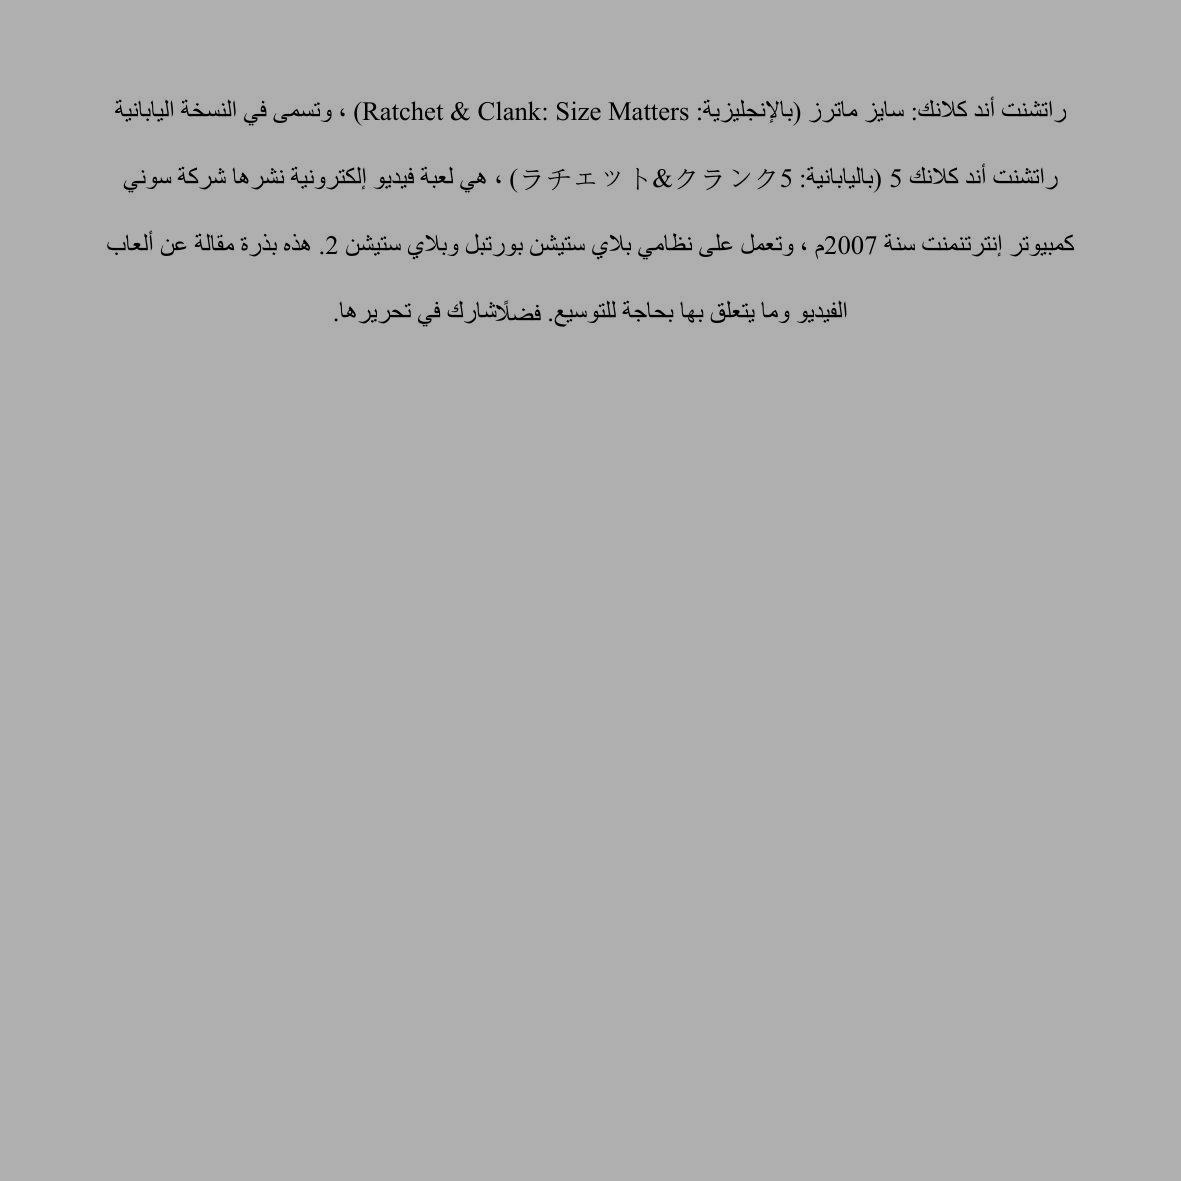 راتشنت أند كلانك: سايز ماترز (بالإنجليزية: Ratchet & Clank: Size Matters) ، وتسمى في النسخة اليابانية
راتشنت أند كلانك 5 (باليابانية: ラチェット&クランク5) ، هي لعبة فيديو إلكترونية نشرها شركة سوني
كمبيوتر إنترتنمنت سنة 2007م ، وتعمل على نظامي بلاي ستيشن بورتبل وبلاي ستيشن 2. هذه بذرة مقالة عن ألعاب
الفيديو وما يتعلق بها بحاجة للتوسيع. فضلًاشارك في تحريرها.